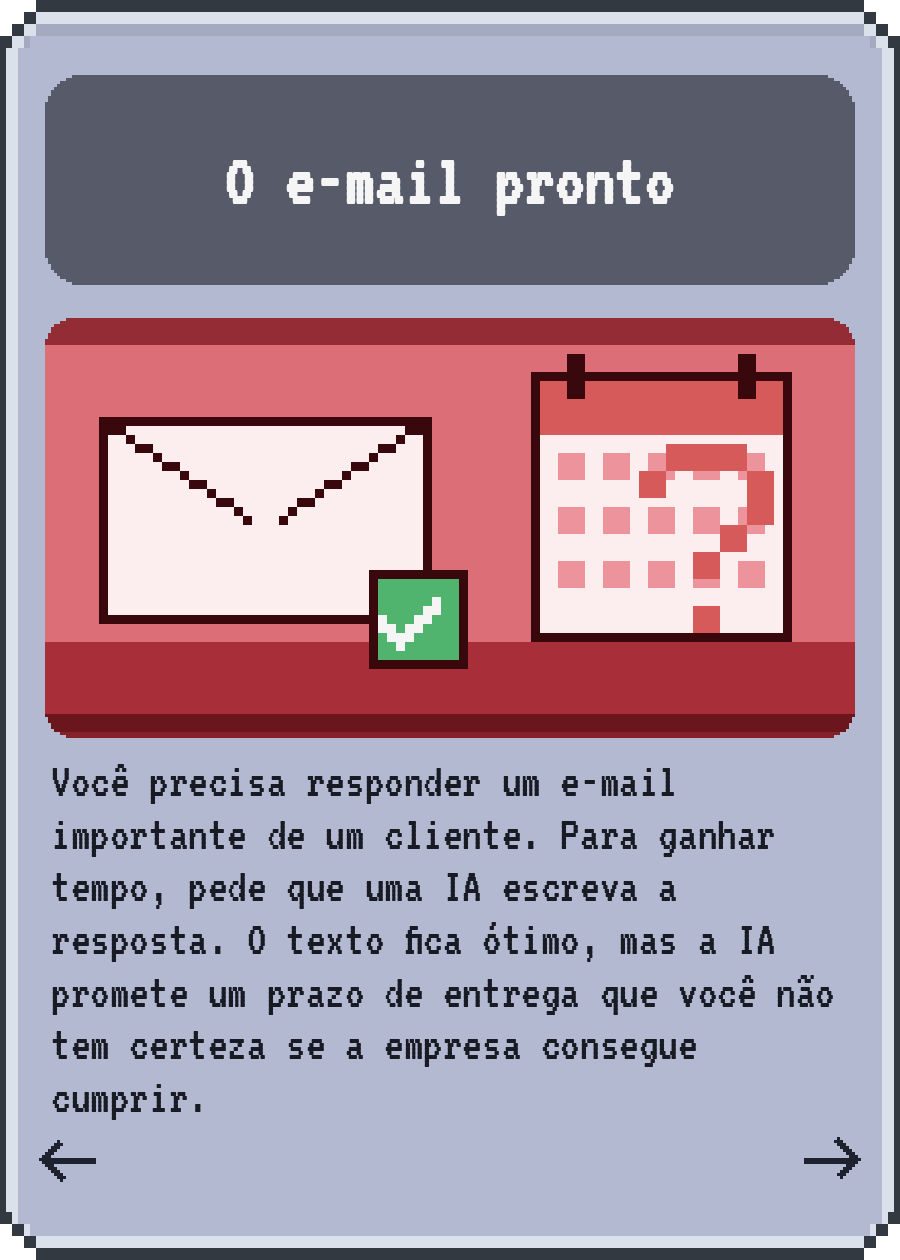 O e-mail pronto
Você precisa responder um e-mail
importante de um cliente. Para ganhar
tempo, pede que uma IA escreva a
resposta. O texto fica ótimo, mas a IA
promete um prazo de entrega que você não
tem certeza se a empresa consegue
cumprir.